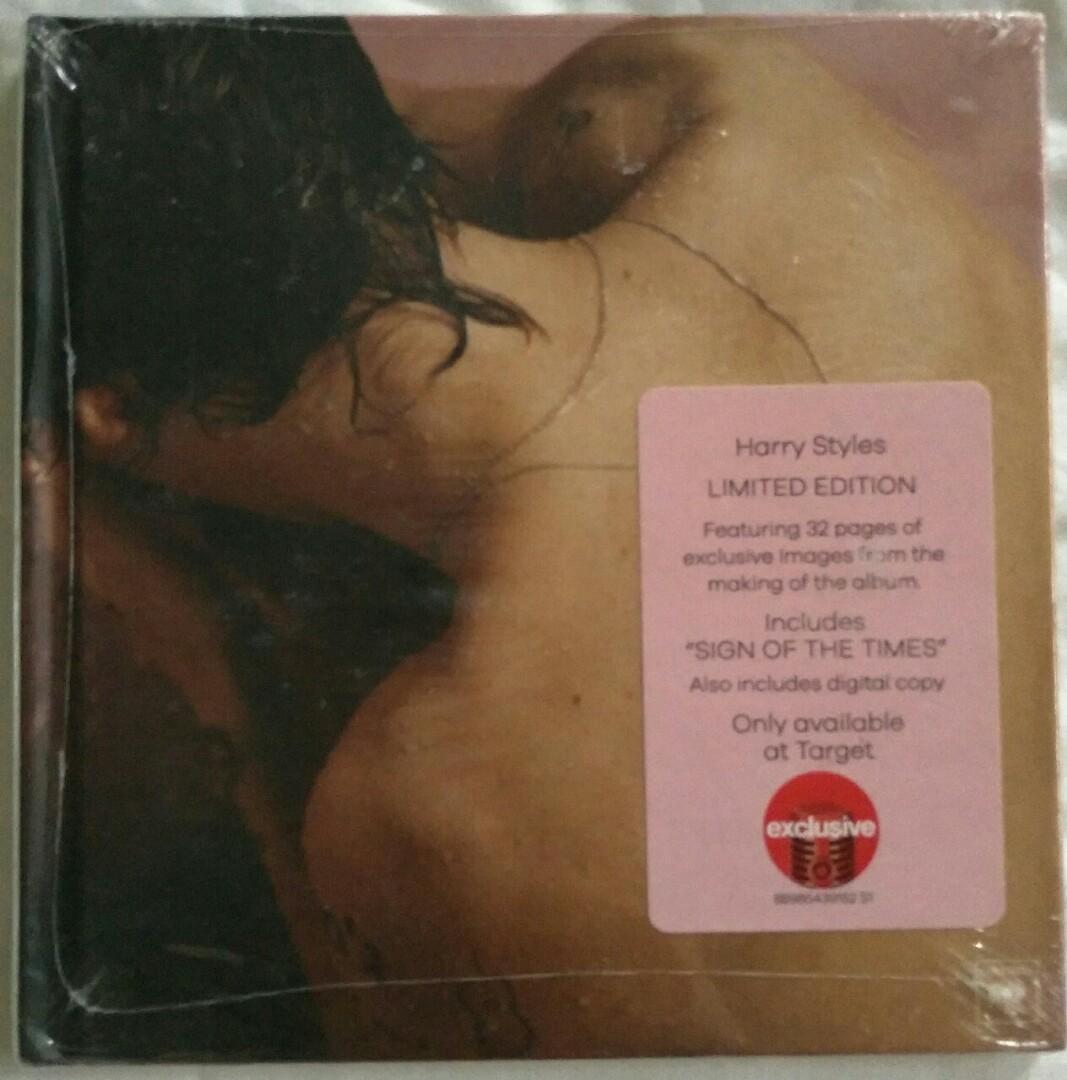 Harry Styles
LIMITED EDITION
Featuring 32 pages of
exclusive images from the
making of the album.
Includes
"SIGN OF THE TIMES"
Also includes digital copy
Only available
at Target
exclusive